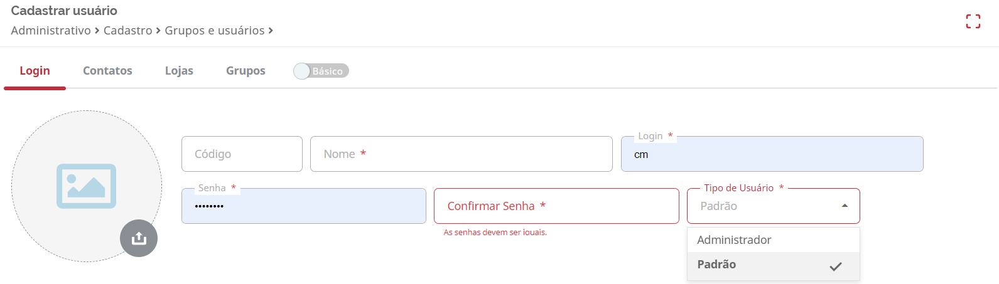 Cadastrar usuário
Administrativo > Cadastro > Grupos e usuários >
Login Contatos Lojas Grupos Básico
Código Nome * Login *
cm
Senha * Confirmar Senha * Tipo de Usuário *
•••••••• Padrão
As senhas devem ser iguais.
Administrador
Padrão